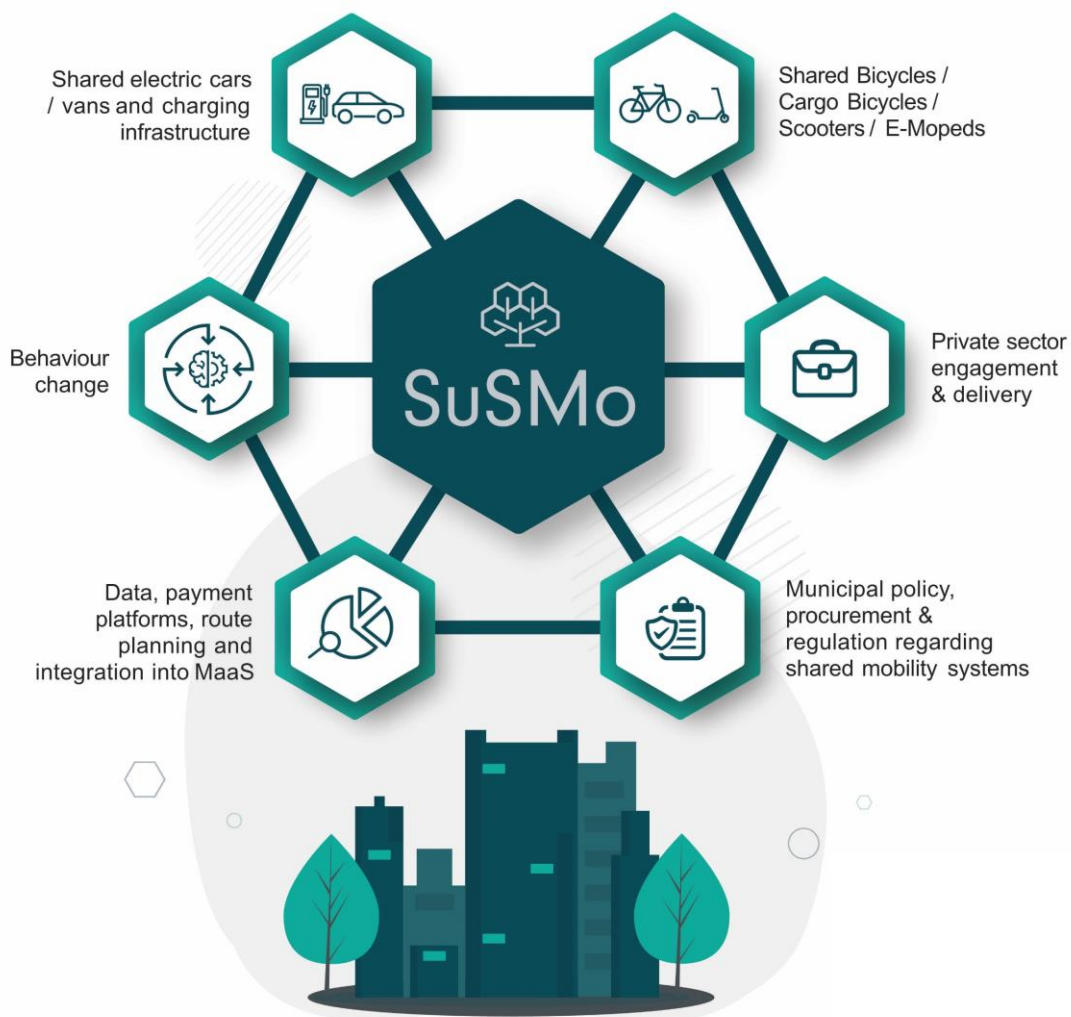 Shared electric cars
/ vans and charging
infrastructure
Shared Bicycles /
Cargo Bicycles /
Scooters / E-Mopeds
Behaviour
change
SuSMo
Private sector
engagement
& delivery
Data, payment
platforms, route
planning and
integration into MaaS
Municipal policy,
procurement &
regulation regarding
shared mobility systems